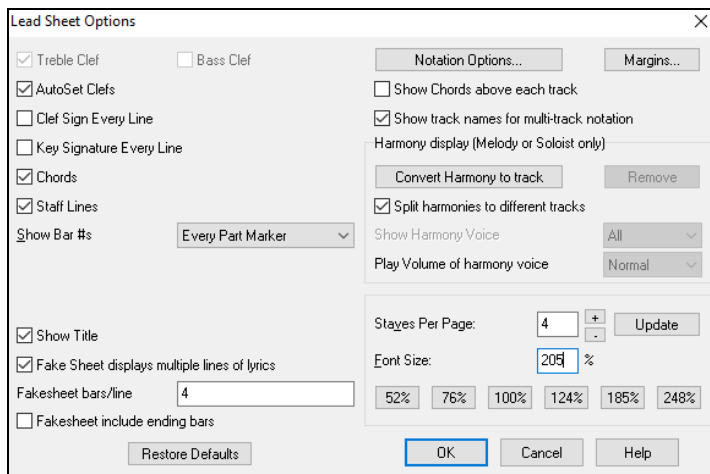 Lead Sheet Options
Treble Clef
Bass Clef
AutoSet Clefs
Clef Sign Every Line
Key Signature Every Line
Chords
Staff Lines
Show Bar #s
Every Part Marker
Show Title
Fake Sheet displays multiple lines of lyrics
Fakesheet bars/line
4
Fakesheet include ending bars
Restore Defaults
Notation Options...
Margins...
Show Chords above each track
Show track names for multi-track notation
Harmony display (Melody or Soloist only)
Convert Harmony to track
Remove
Split harmonies to different tracks
Show Harmony Voice
All
Play Volume of harmony voice
Normal
Staves Per Page:
4
+
-
Update
Font Size:
205
%
52%
76%
100%
124%
185%
248%
OK
Cancel
Help